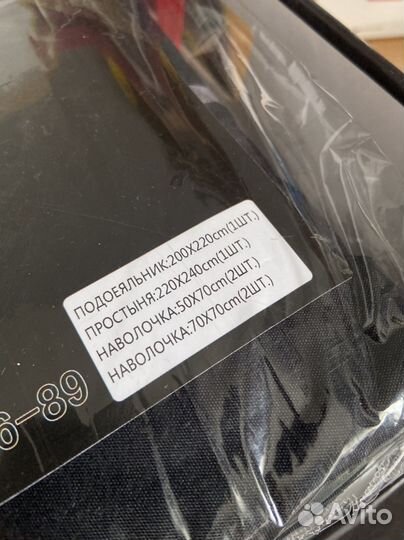 ПОДОЕЯЛЬНИК:200X220cm(1ШТ.)
ПРОСТЫНЯ:220X240cm(1ШТ.)
НАВОЛОЧКА:50X70cm(2ШТ.)
НАВОЛОЧКА:70X70cm(2ШТ.)
6-89
Avito